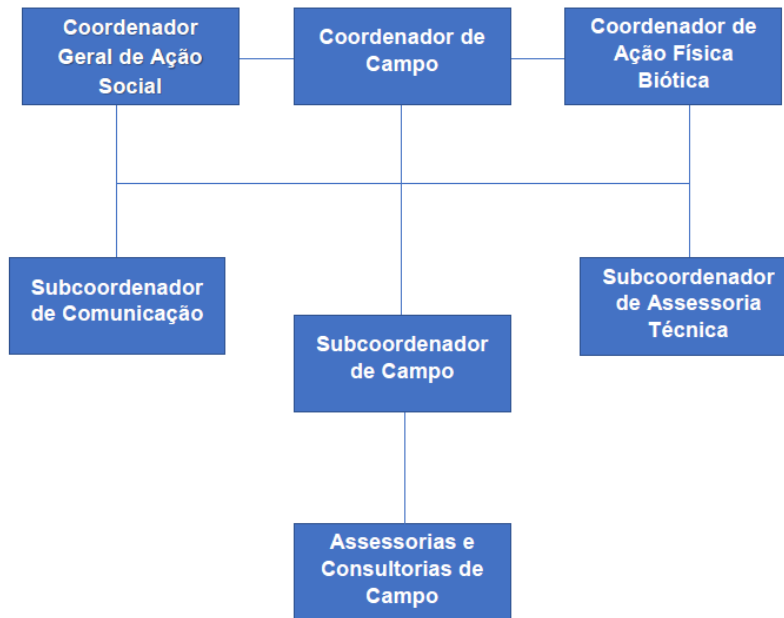 Coordenador
Geral de Ação
Social
Coordenador de
Campo
Coordenador de
Ação Física
Biótica
Subcoordenador
de Comunicação
Subcoordenador
de Campo
Subcoordenador
de Assessoria
Técnica
Assessorias e
Consultorias de
Campo